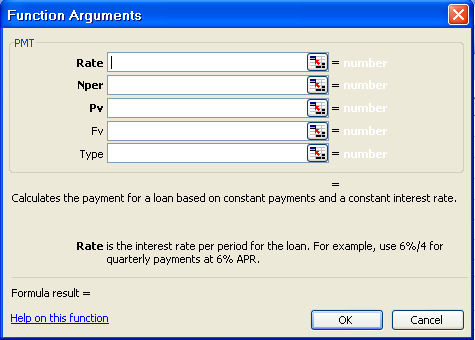 Function Arguments
PMT
Rate = number
Nper = number
Pv = number
Fv = number
Type = number
=
Calculates the payment for a loan based on constant payments and a constant interest rate.
Rate is the interest rate per period for the loan. For example, use 6%/4 for
quarterly payments at 6% APR.
Formula result =
Help on this function OK Cancel